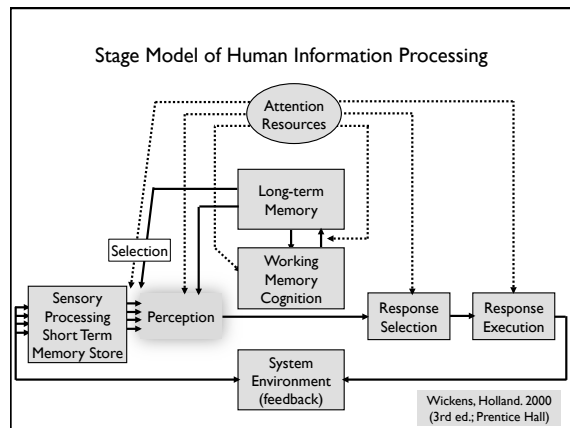 Stage Model of Human Information Processing
Attention
Resources
Long-term
Memory
Selection
Working
Memory
Cognition
Sensory
Processing
Short Term
Memory Store
Perception
Response
Selection
Response
Execution
System
Environment
(feedback)
Wickens, Holland. 2000
(3rd ed.; Prentice Hall)